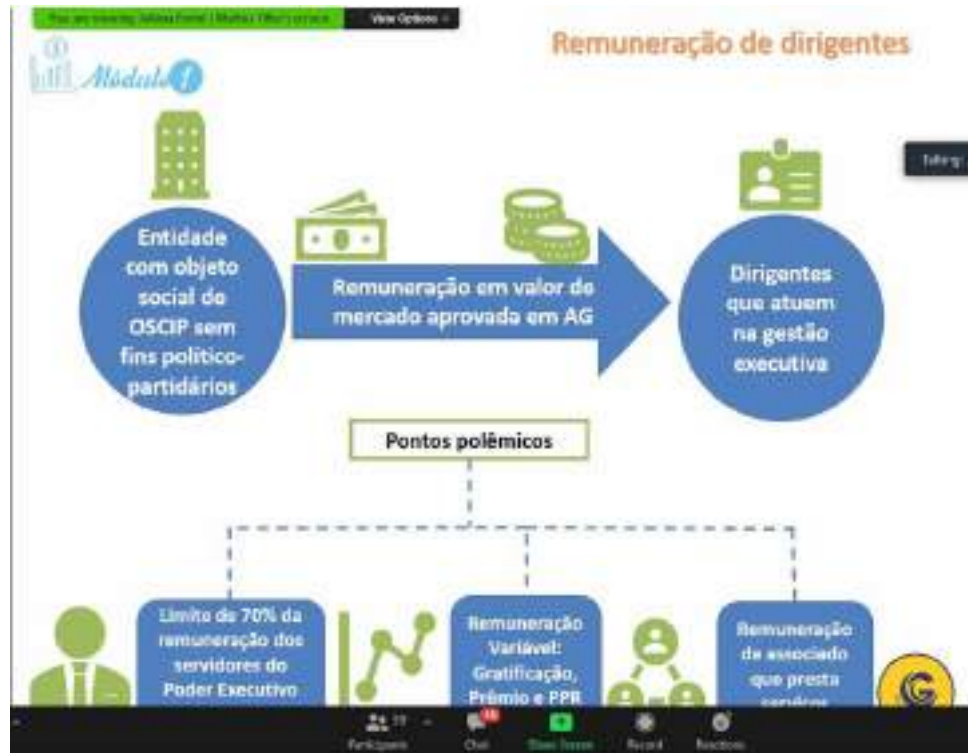 View Options
Remuneração de dirigentes
Módulo 1
Entidade
com objeto
social de
OSCIP sem
fins político-
partidários
Remuneração em valor de
mercado aprovada em AG
Dirigentes
que atuem
na gestão
executiva
Pontos polêmicos
Limite de 70% da
remuneração dos
servidores do
Poder Executivo
Remuneração
Variável:
Gratificação,
Prêmio e PPR
Remuneração
de associado
que presta
serviços
G
Participants
Chat
Share Screen
Record
Reactions